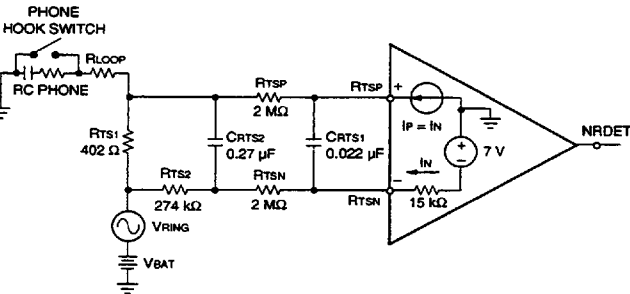 PHONE
HOOK SWITCH
RLOOP
RC PHONE
RTSP
2 MΩ
RTSP
+
IP = IN
NRDET
RTS1
402 Ω
CRTS2
0.27 µF
CRTS1
0.022 µF
+
−
7 V
IN
RTS2
274 kΩ
RTSN
2 MΩ
−
RTSN
15 kΩ
VRING
VBAT